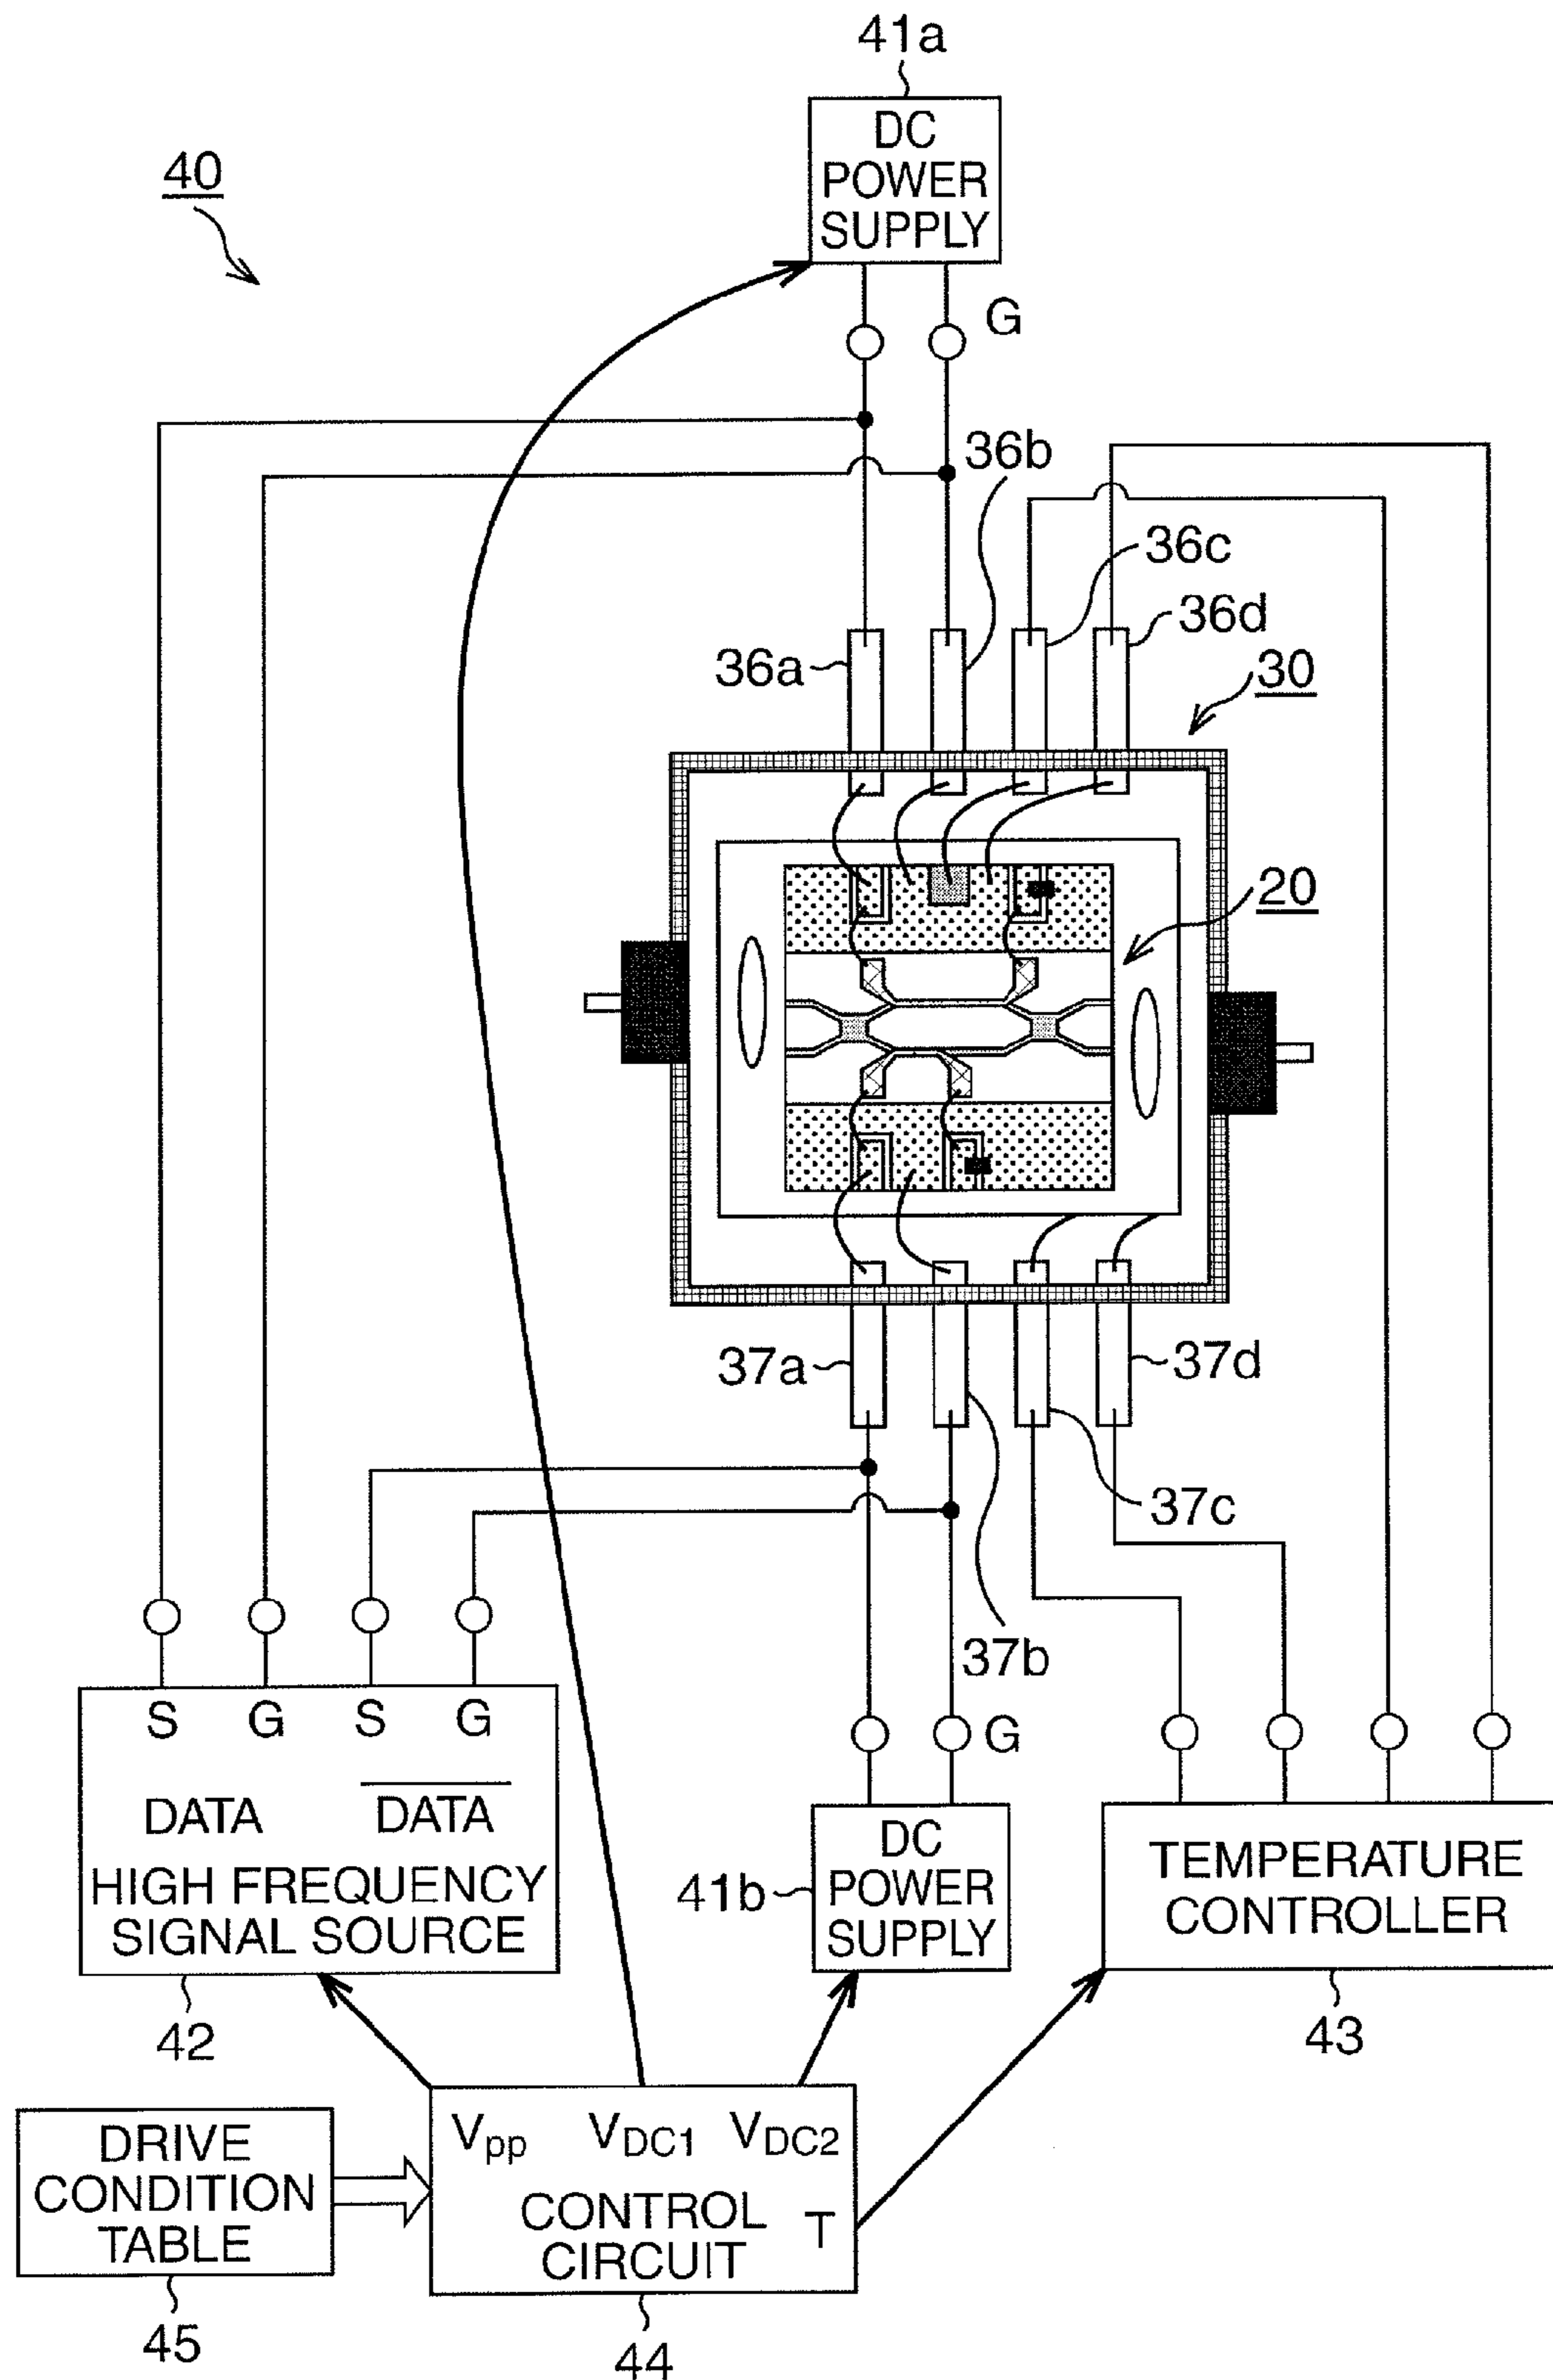 41a
DC
POWER
SUPPLY
40
G
36b
36c
36d
36a
30
20
37a
37d
37c
37b
S G S G
DATA DATA
HIGH FREQUENCY
SIGNAL SOURCE
42
G
DC
POWER
SUPPLY
41b
TEMPERATURE
CONTROLLER
43
Vpp VDC1 VDC2
CONTROL
CIRCUIT
T
44
DRIVE
CONDITION
TABLE
45